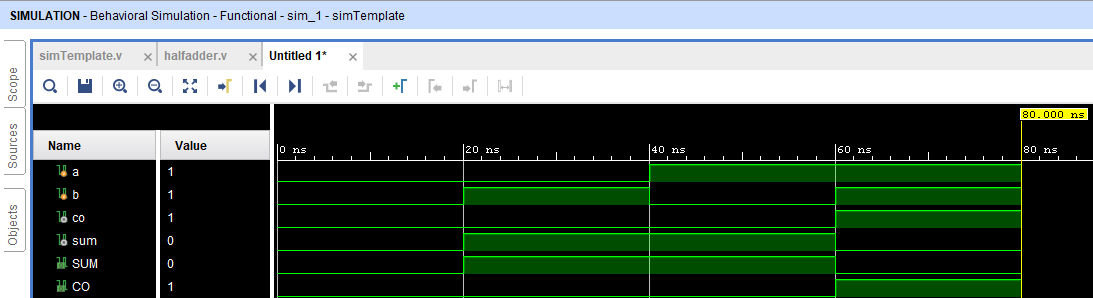 SIMULATION - Behavioral Simulation - Functional - sim_1 - simTemplate
Scope
Sources
Objects
simTemplate.v × halfadder.v × Untitled 1* ×
80.000 ns
Name Value
0 ns 20 ns 40 ns 60 ns 80 ns
a 1
b 1
co 1
sum 0
SUM 0
CO 1